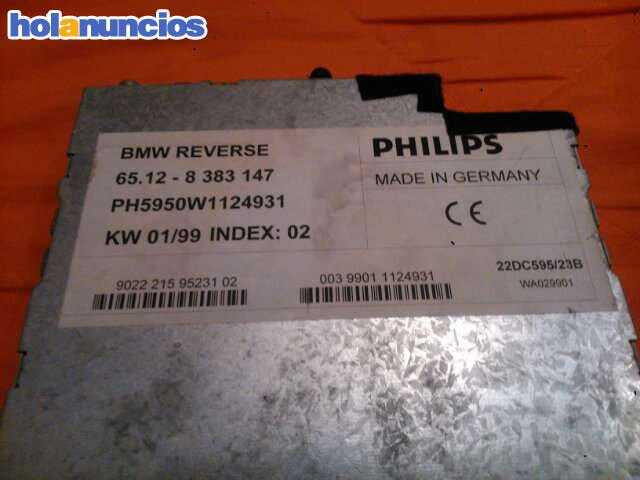 holanuncios
BMW REVERSE
65.12 - 8 383 147
PH5950W1124931
KW 01/99 INDEX: 02
PHILIPS
MADE IN GERMANY
CE
9022 215 95231 02
003 9901 1124931
22DC595/23B
WA029901